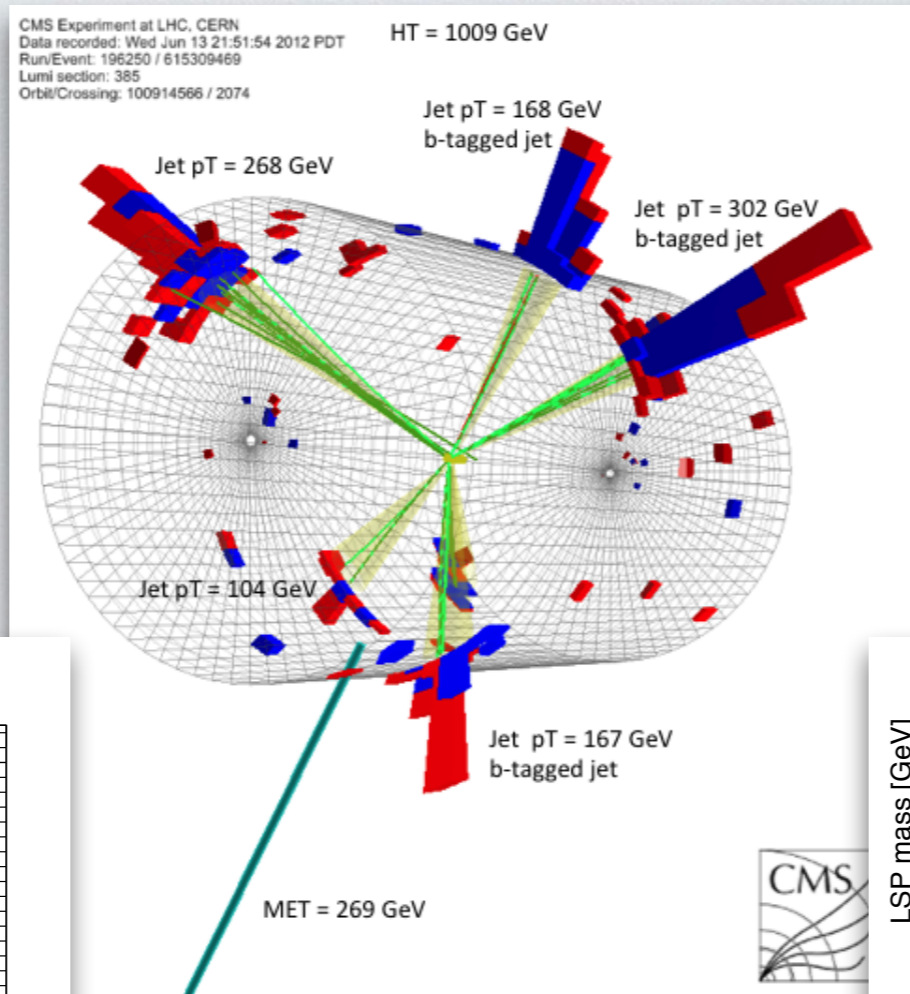 CMS Experiment at LHC, CERN
Data recorded: Wed Jun 13 21:51:54 2012 PDT
Run/Event: 196250 / 615309469
Lumi section: 385
Orbit/Crossing: 100914566 / 2074
HT = 1009 GeV
Jet pT = 168 GeV
b-tagged jet
Jet pT = 268 GeV
Jet pT = 302 GeV
b-tagged jet
Jet pT = 104 GeV
Jet pT = 167 GeV
b-tagged jet
MET = 269 GeV
CMS
LSP mass [GeV]